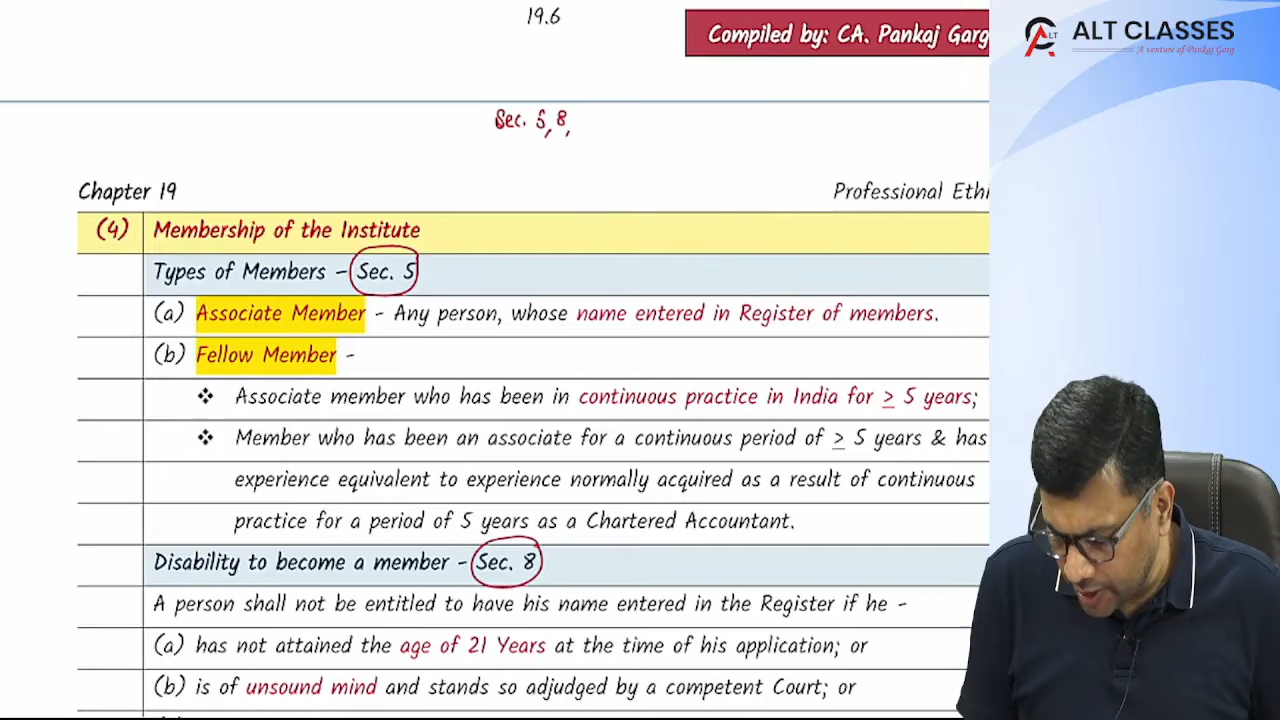 19.6
Compiled by: CA. Pankaj Garg
ALT
ALT CLASSES
A venture of Pankaj Garg
Sec. 5, 8,
Chapter 19
Professional Ethi
(4) Membership of the Institute
Types of Members – Sec. 5
(a) Associate Member - Any person, whose name entered in Register of members.
(b) Fellow Member -
❖ Associate member who has been in continuous practice in India for ≥ 5 years;
❖ Member who has been an associate for a continuous period of ≥ 5 years & has
experience equivalent to experience normally acquired as a result of continuous
practice for a period of 5 years as a Chartered Accountant.
Disability to become a member – Sec. 8
A person shall not be entitled to have his name entered in the Register if he -
(a) has not attained the age of 21 Years at the time of his application; or
(b) is of unsound mind and stands so adjudged by a competent Court; or